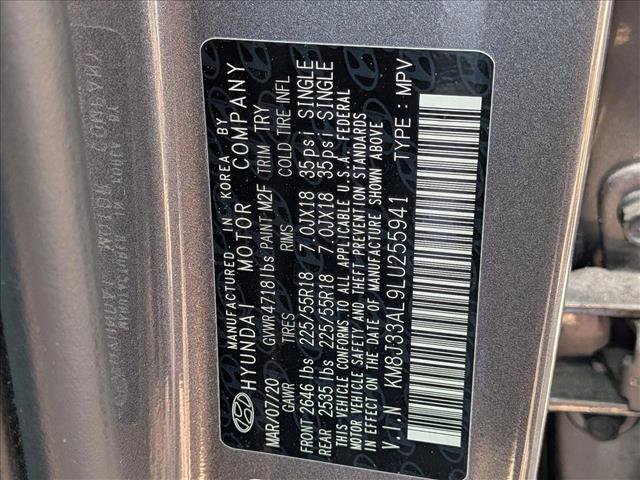 MANUFACTURED IN KOREA BY
HYUNDAI MOTOR COMPANY
MAR/07/20 GVWR 4718 lbs PAINT M2F TRIM TRY
GAWR TIRES RIMS COLD TIRE INFL
FRONT 2646 lbs 225/55R18 7.0JX18 35psi SINGLE
REAR 2535 lbs 225/55R18 7.0JX18 35psi SINGLE
THIS VEHICLE CONFORMS TO ALL APPLICABLE U.S.A. FEDERAL
MOTOR VEHICLE SAFETY AND THEFT PREVENTION STANDARDS
IN EFFECT ON THE DATE OF MANUFACTURE SHOWN ABOVE
V.I.N KM8J33AL9LU255941 TYPE : MPV